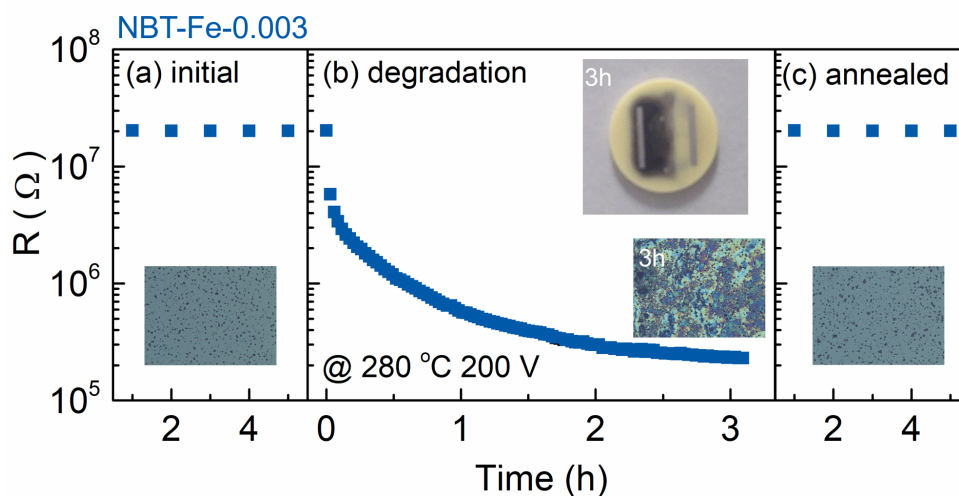 NBT-Fe-0.003
(a) initial
(b) degradation
(c) annealed
3h
3h
@ 280 °C 200 V
R ( Ω )
10^8
10^7
10^6
10^5
2 4
0 1 2 3
2 4
Time (h)